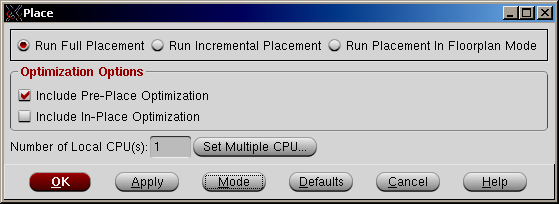 Place
Run Full Placement Run Incremental Placement Run Placement In Floorplan Mode
Optimization Options
Include Pre-Place Optimization
Include In-Place Optimization
Number of Local CPU(s): 1 Set Multiple CPU...
OK Apply Mode Defaults Cancel Help